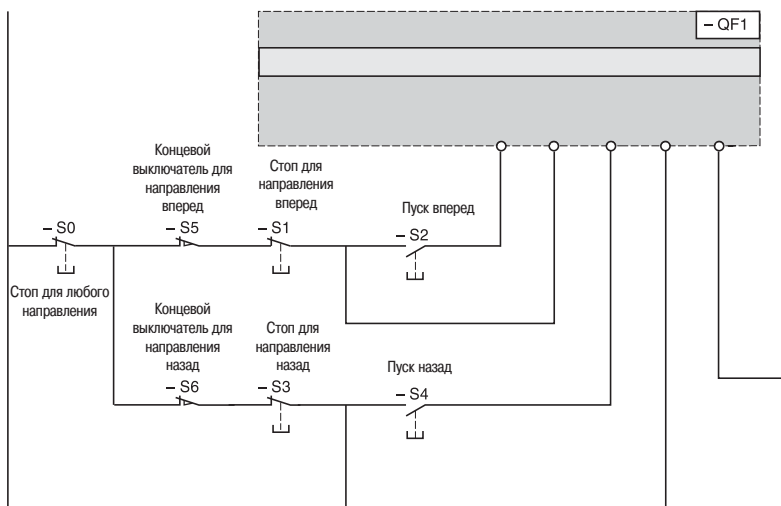 – QF1
Концевой
выключатель для
направления
вперед
Стоп для
направления
вперед
Пуск вперед
– S0
– S5
– S1
– S2
Стоп для любого
направления
Концевой
выключатель для
направления
назад
Стоп для
направления
назад
Пуск назад
– S6
– S3
– S4